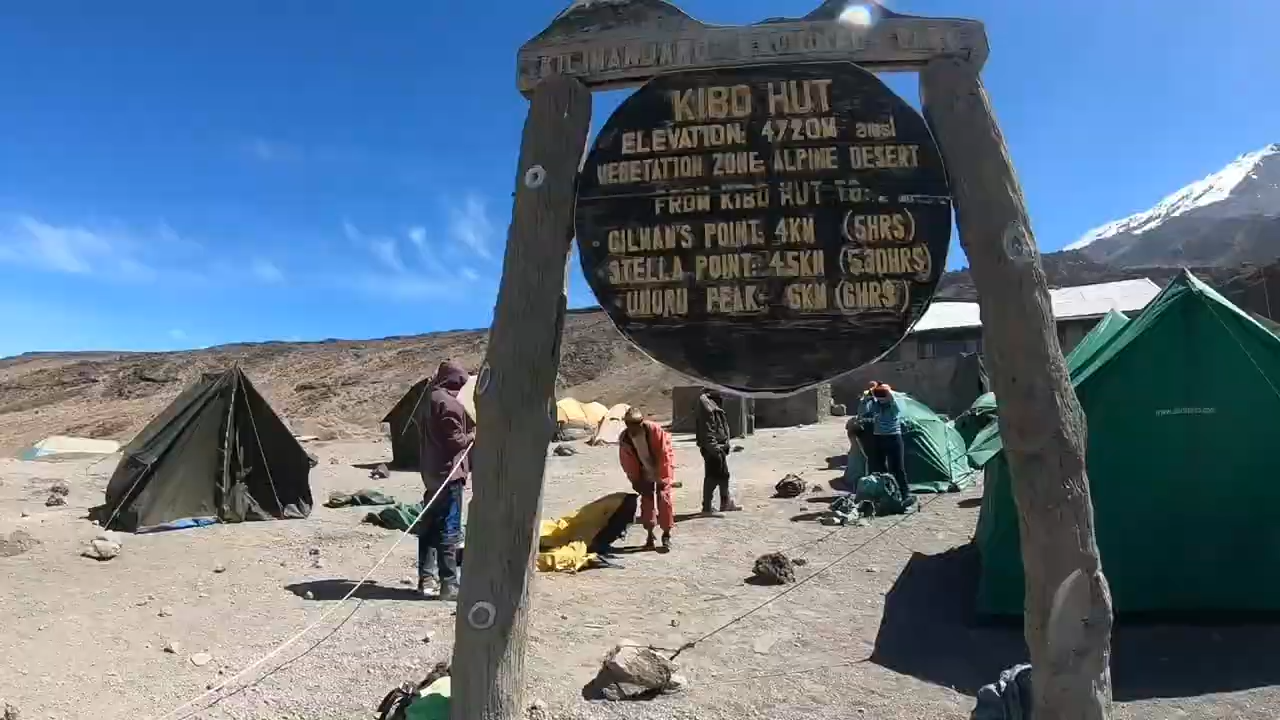 KILIMANJARO NATIONAL PARK
KIBO HUT
ELEVATION: 4720M amsl
VEGETATION ZONE: ALPINE DESERT
FROM KIBO HUT TO:-
GILMAN'S POINT: 4KM (5HRS)
STELLA POINT: 4.5KM (5.30HRS)
UHURU PEAK: 6KM (6HRS)